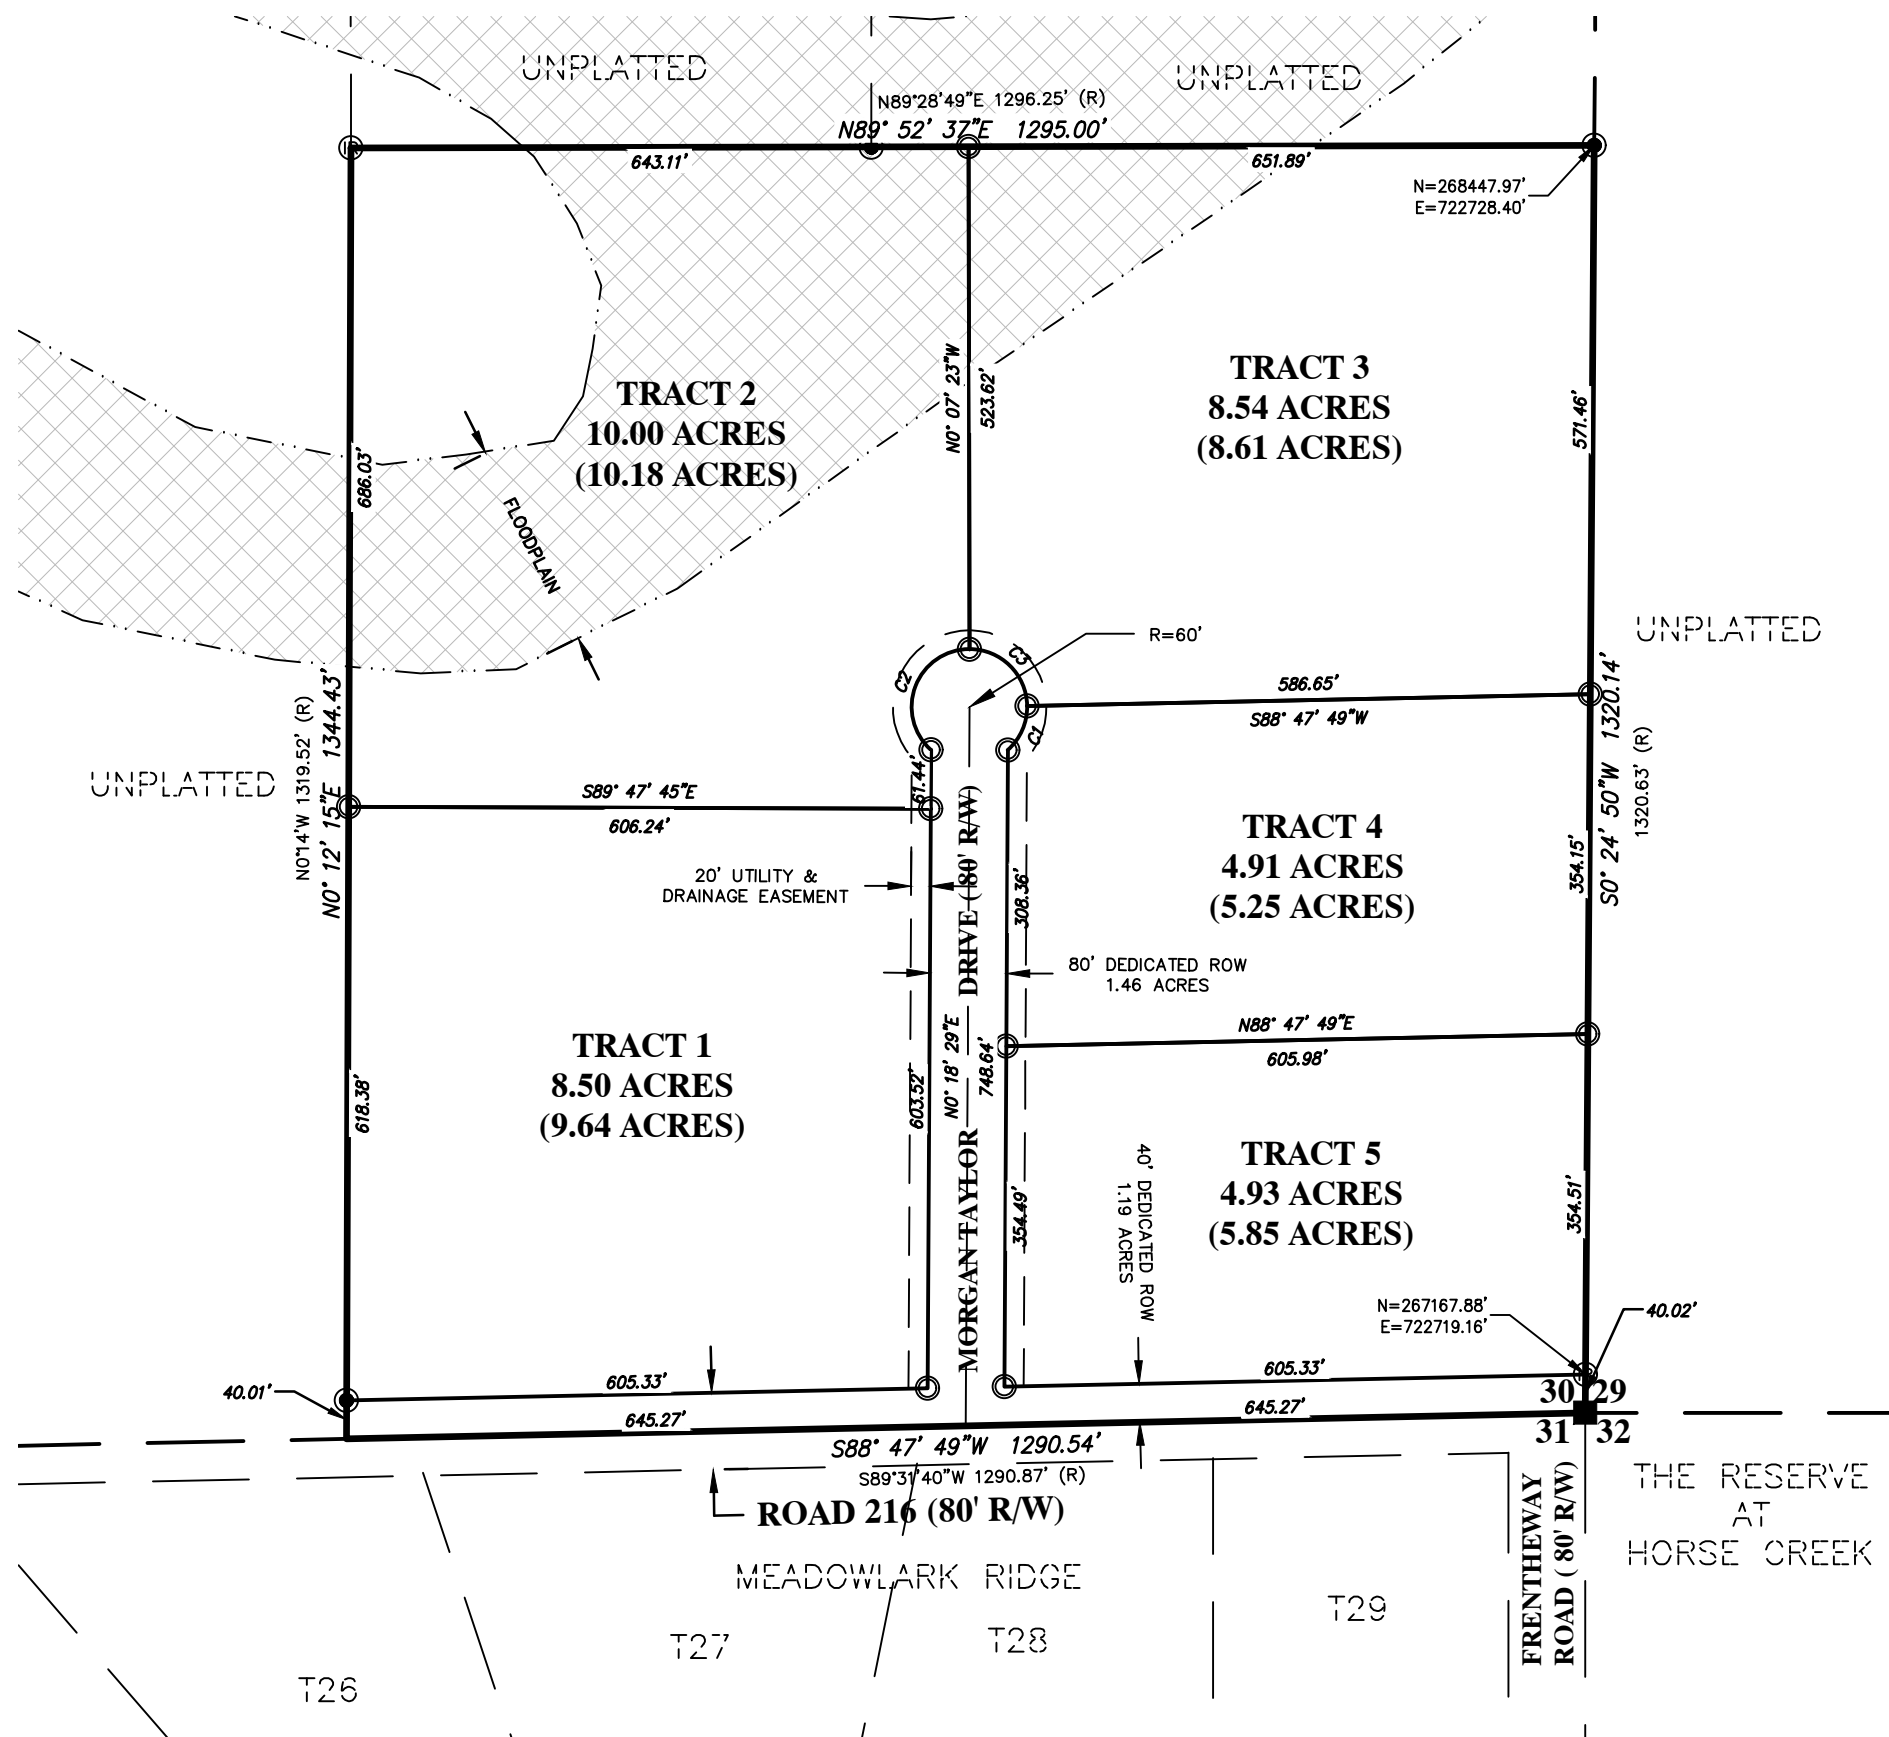 UNPLATTED
UNPLATTED
N89°28'49"E 1296.25' (R)
N89° 52' 37"E 1295.00'
643.11'
651.89'
N=268447.97'
E=722728.40'
TRACT 2
10.00 ACRES
(10.18 ACRES)
TRACT 3
8.54 ACRES
(8.61 ACRES)
N0° 07' 23"W
523.62'
571.46'
686.03'
FLOODPLAIN
R=60'
C2
C3
C1
586.65'
S88° 47' 49"W
UNPLATTED
S0° 24' 50"W 1320.14'
1320.63' (R)
N0°14'W 1319.52' (R)
N0° 12' 15"E 1344.43'
UNPLATTED
61.44'
S89° 47' 45"E
606.24'
20' UTILITY &
DRAINAGE EASEMENT
TRACT 4
4.91 ACRES
(5.25 ACRES)
354.15'
308.36'
80' DEDICATED ROW
1.46 ACRES
MORGAN TAYLOR DRIVE ( 80' R/W)
N0° 18' 29"E
748.64'
603.52'
N88° 47' 49"E
605.98'
TRACT 1
8.50 ACRES
(9.64 ACRES)
618.38'
TRACT 5
4.93 ACRES
(5.85 ACRES)
354.51'
354.49'
40' DEDICATED ROW
1.19 ACRES
N=267167.88'
E=722719.16'
40.02'
40.01'
605.33'
605.33'
645.27'
645.27'
30 29
31 32
S88° 47' 49"W 1290.54'
S89°31'40"W 1290.87' (R)
ROAD 216 (80' R/W)
MEADOWLARK RIDGE
THE RESERVE
AT
HORSE CREEK
FRENTHEWAY
ROAD ( 80' R/W)
T26
T27
T28
T29